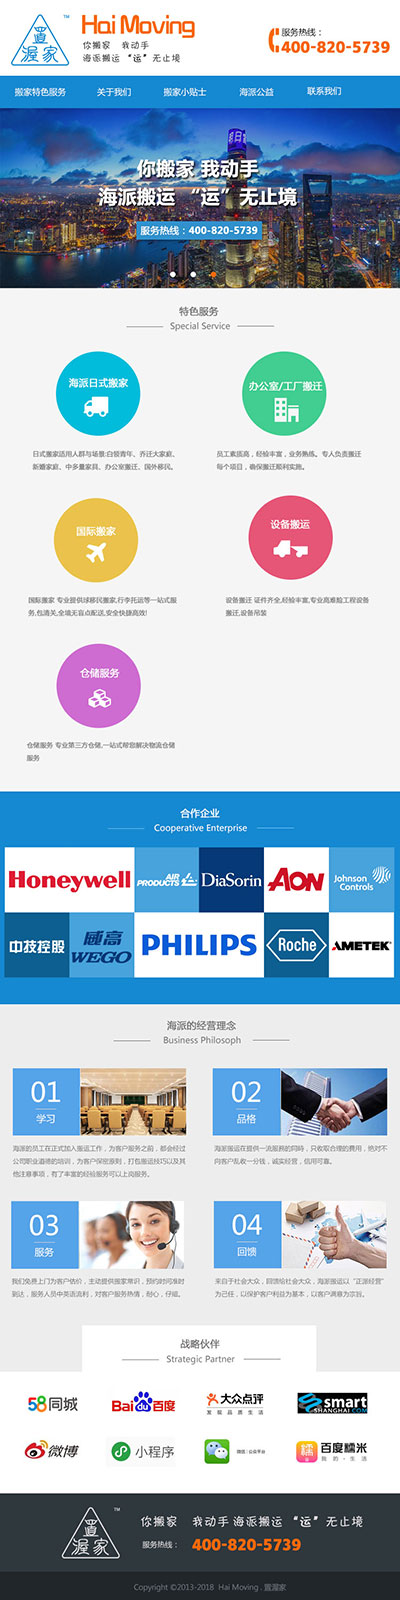 置渥家
TM
Hai Moving
你搬家 我动手
海派搬运 “运” 无止境
服务热线:
400-820-5739
搬家特色服务
关于我们
搬家小贴士
海派公益
联系我们
你搬家 我动手
海派搬运 “运” 无止境
服务热线:400-820-5739
特色服务
Special Service
海派日式搬家
办公室/工厂搬迁
日式搬家适用人群与场景:白领青年、乔迁大家庭、
新婚家庭、中多量家具、办公室搬迁、国外移民。
员工素质高,经验丰富,业务熟练。专人负责搬迁
每个项目,确保搬迁顺利实施。
国际搬家
设备搬运
国际搬家 专业提供球移民搬家,行李托运等一站式服
务,包清关,全境无盲点配送,安全快捷高效!
设备搬迁 证件齐全,经验丰富,专业高难险工程设备
搬迁,设备吊装
仓储服务
仓储服务 专业第三方仓储,一站式帮您解决物流仓储
服务
合作企业
Cooperative Enterprise
Honeywell
AIR PRODUCTS
DiaSorin
AON
Johnson Controls
中技控股
威高
WEGO
PHILIPS
Roche
AMETEK
海派的经营理念
Business Philosoph
01
学习
02
品格
海派的员工在正式加入搬运工作,为客户服务之前,都会经过
公司职业道德的培训,为客户保密原则,打包搬运技巧以及其
他注意事项,有了丰富的经验服务可以上岗服务。
海派搬运在提供一流服务的同時,只收取合理的费用,绝对不
向客户乱收一分钱,诚实经营,信用可靠。
03
服务
04
回馈
我们免费上门为客户估价,主动提供搬家常识,预约时间准时
到达,服务人员中英语流利,对客户服务热情,耐心,仔细。
来自于社会大众,回馈给社会大众,海派搬运以“正派经营”
为己任,以保护客户利益为基本,以客户满意为宗旨。
战略伙伴
Strategic Partner
58同城
Bai du 百度
大众点评
发现品质生活
smart
SHANGHAI.COM
微博
小程序
微信|公众平台
百度糯米
我的·生活
置渥家
TM
你搬家 我动手 海派搬运 “运” 无止境
服务热线:
400-820-5739
Copyright ©2013-2018 Hai Moving . 置渥家